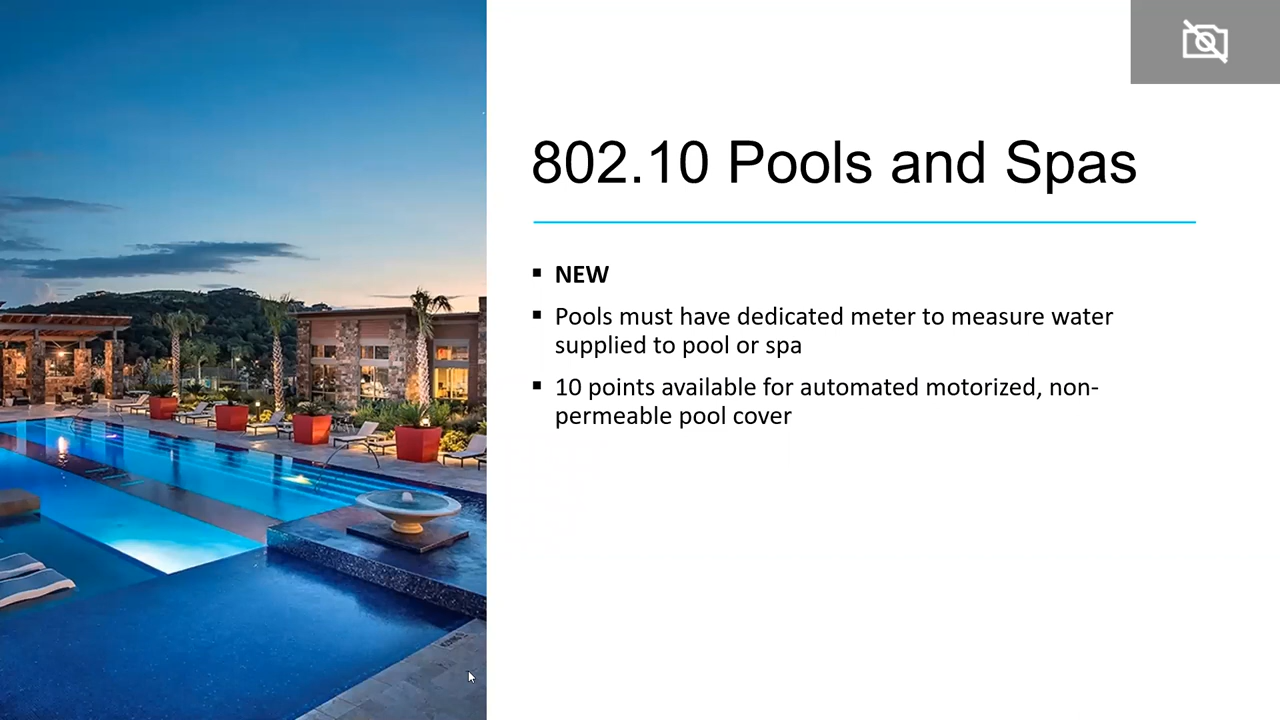 802.10 Pools and Spas
▪ NEW
▪ Pools must have dedicated meter to measure water
supplied to pool or spa
▪ 10 points available for automated motorized, non-
permeable pool cover